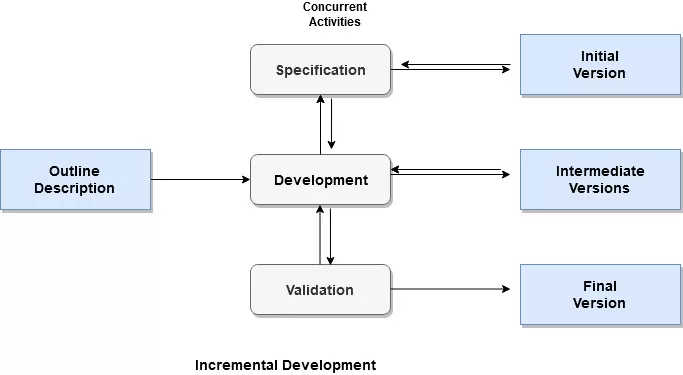 Concurrent
Activities
Specification
Initial
Version
Outline
Description
Development
Intermediate
Versions
Validation
Final
Version
Incremental Development